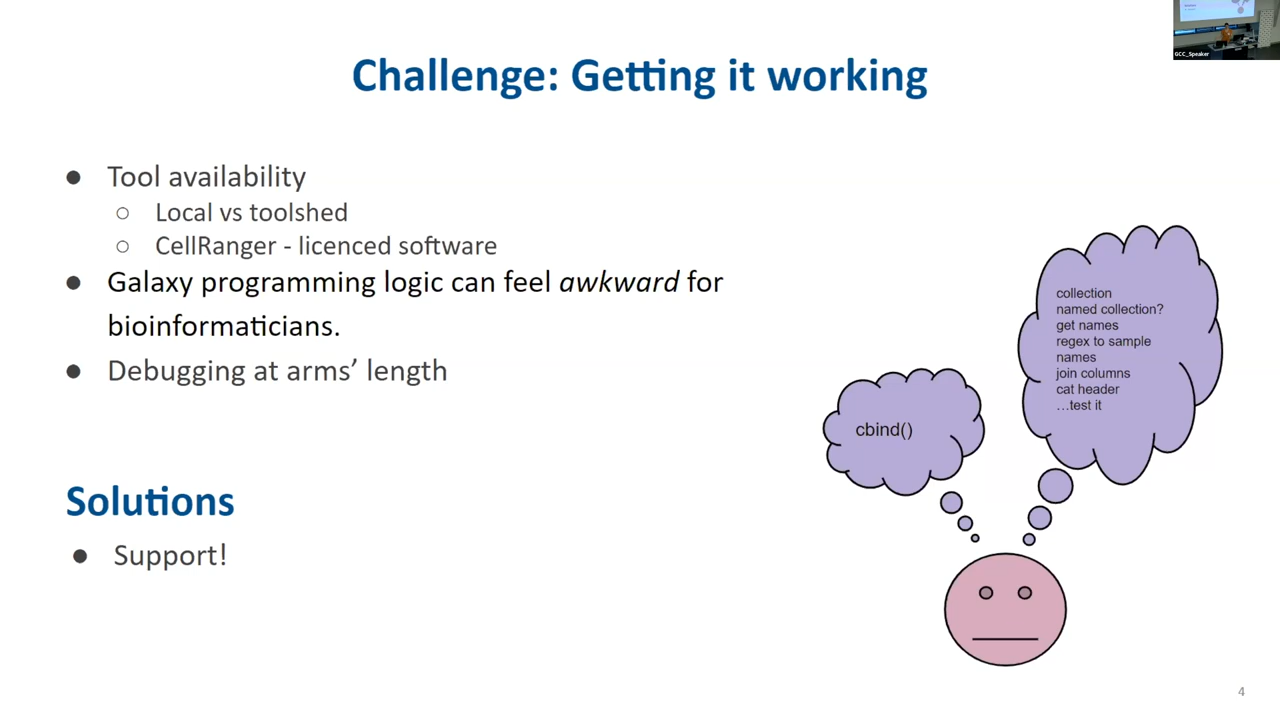 GCC_Speaker
Challenge: Getting it working
● Tool availability
○ Local vs toolshed
○ CellRanger - licenced software
● Galaxy programming logic can feel awkward for
bioinformaticians.
● Debugging at arms’ length
Solutions
● Support!
cbind()
collection
named collection?
get names
regex to sample
names
join columns
cat header
…test it
4